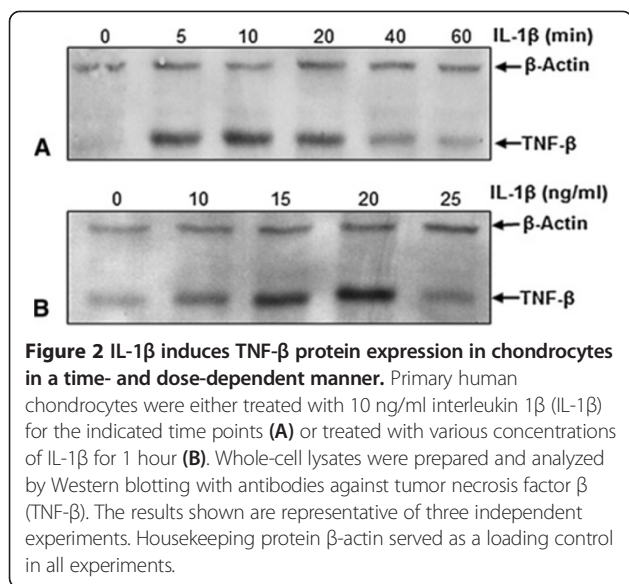 0 5 10 20 40 60 IL-1β (min)
β-Actin
A
TNF-β
0 10 15 20 25 IL-1β (ng/ml)
β-Actin
B
TNF-β
Figure 2 IL-1β induces TNF-β protein expression in chondrocytes
in a time- and dose-dependent manner. Primary human
chondrocytes were either treated with 10 ng/ml interleukin 1β (IL-1β)
for the indicated time points (A) or treated with various concentrations
of IL-1β for 1 hour (B). Whole-cell lysates were prepared and analyzed
by Western blotting with antibodies against tumor necrosis factor β
(TNF-β). The results shown are representative of three independent
experiments. Housekeeping protein β-actin served as a loading control
in all experiments.